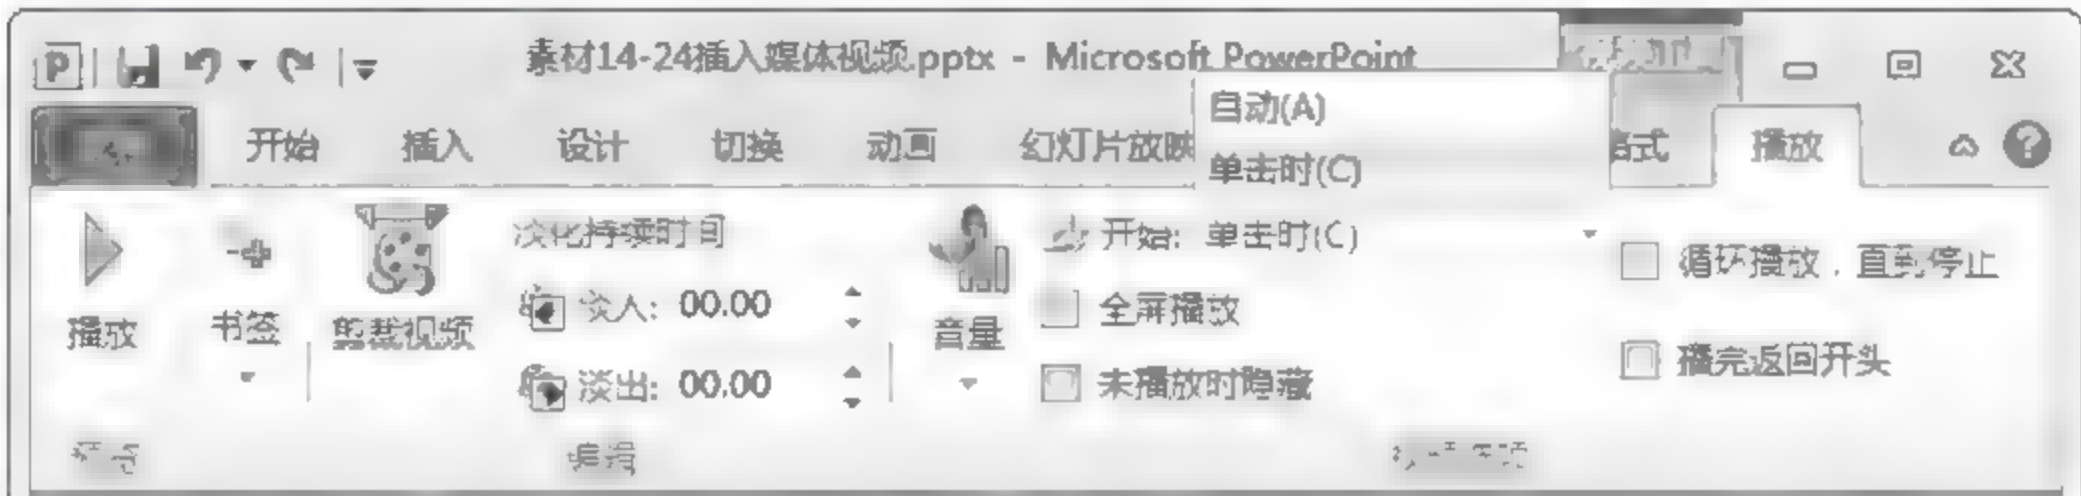 素材14-24插入媒体视频.pptx - Microsoft PowerPoint
自动(A)
开始 插入 设计 切换 动画 幻灯片放映 格式 播放
单击时(C)
淡化持续时间 开始: 单击时(C) 循环播放，直到停止
播放 书签 剪裁视频 淡入: 00.00 音量 全屏播放
淡出: 00.00 未播放时隐藏 播完返回开头
编辑